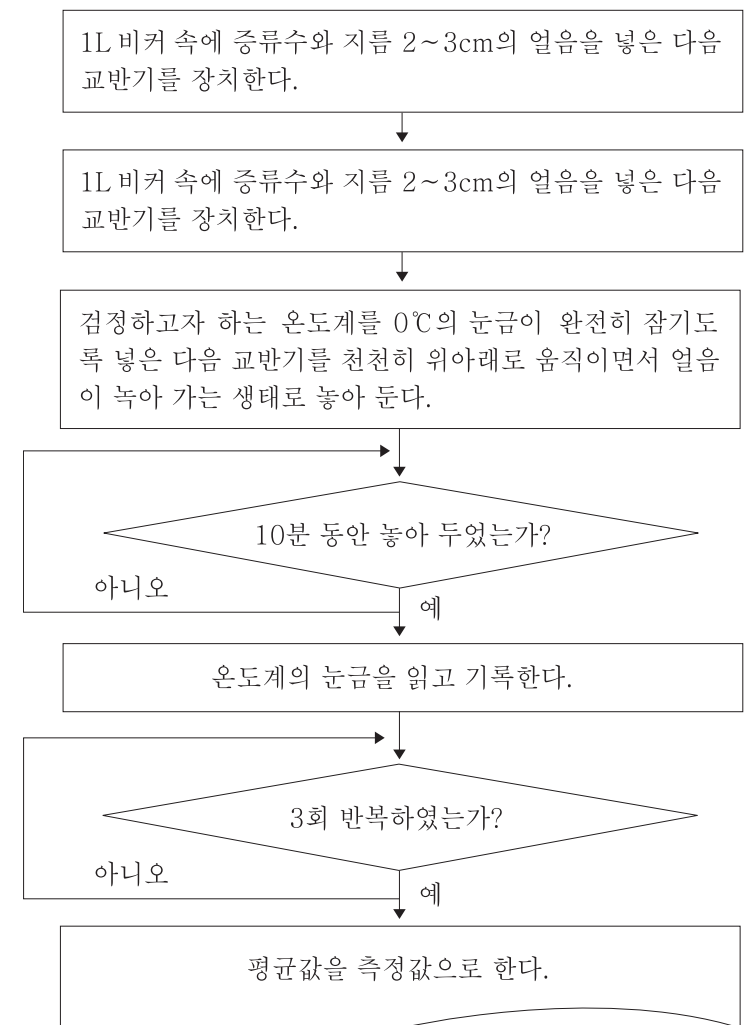 1L 비커 속에 증류수와 지름 2~3cm의 얼음을 넣은 다음
교반기를 장치한다.
1L 비커 속에 증류수와 지름 2~3cm의 얼음을 넣은 다음
교반기를 장치한다.
검정하고자 하는 온도계를 0℃의 눈금이 완전히 잠기도
록 넣은 다음 교반기를 천천히 위아래로 움직이면서 얼음
이 녹아 가는 생태로 놓아 둔다.
10분 동안 놓아 두었는가?
아니오
예
온도계의 눈금을 읽고 기록한다.
3회 반복하였는가?
아니오
예
평균값을 측정값으로 한다.